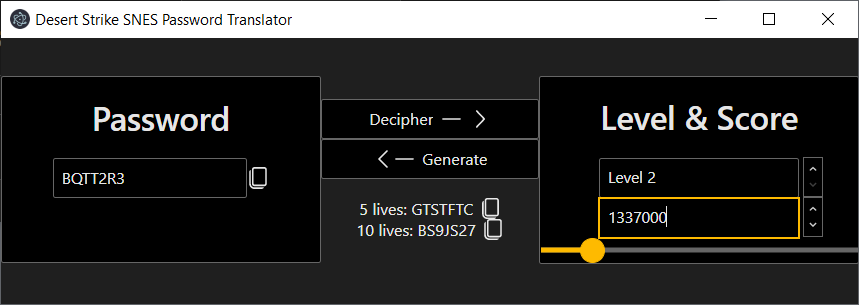 Desert Strike SNES Password Translator
Password
BQTT2R3
Decipher
Generate
5 lives: GTSTFTC
10 lives: BS9JS27
Level & Score
Level 2
1337000